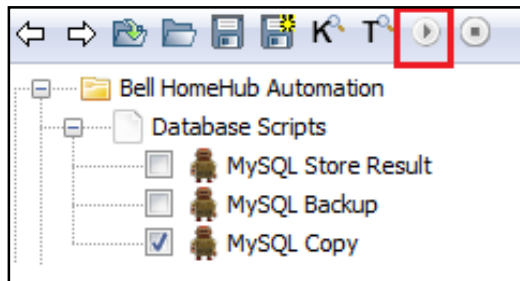 K T
Bell HomeHub Automation
Database Scripts
MySQL Store Result
MySQL Backup
MySQL Copy